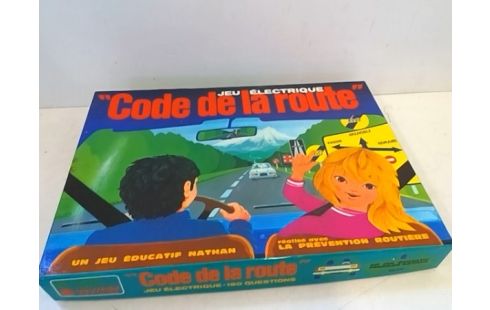 JEU ÉLECTRIQUE
"Code de la route"
UN JEU ÉDUCATIF NATHAN
réalisé avec
LA PRÉVENTION ROUTIÈRE
"Code de la route"
JEU ÉLECTRIQUE - 150 QUESTIONS